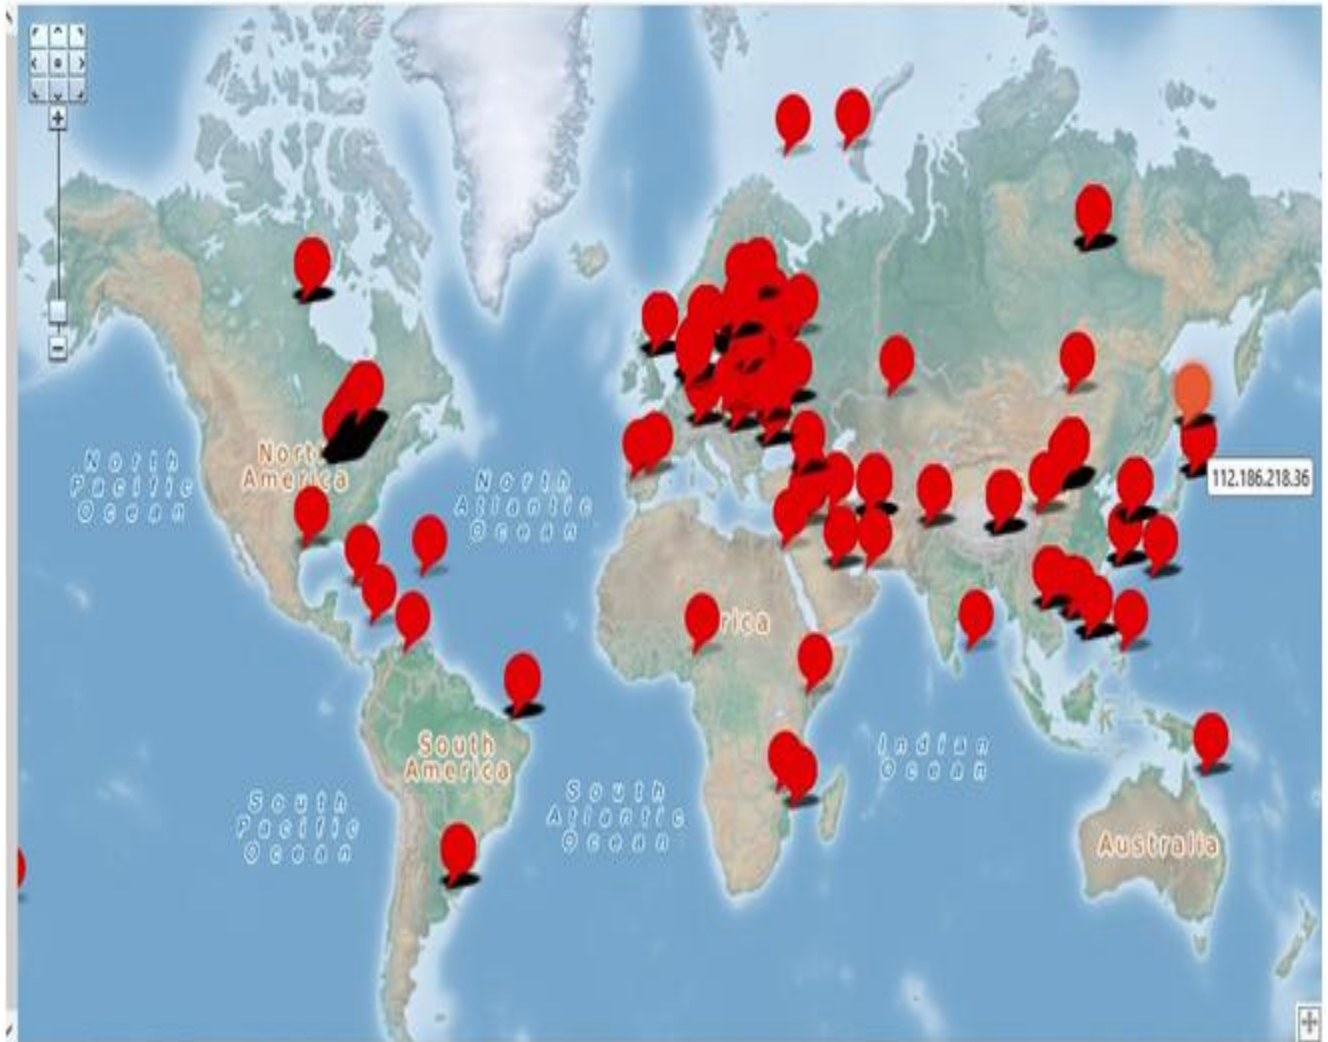 North
America
North
Pacific
Ocean
North
Atlantic
Ocean
112.186.218.36
rica
South
America
Indian
Ocean
South
Pacific
Ocean
South
Atlantic
Ocean
Australia